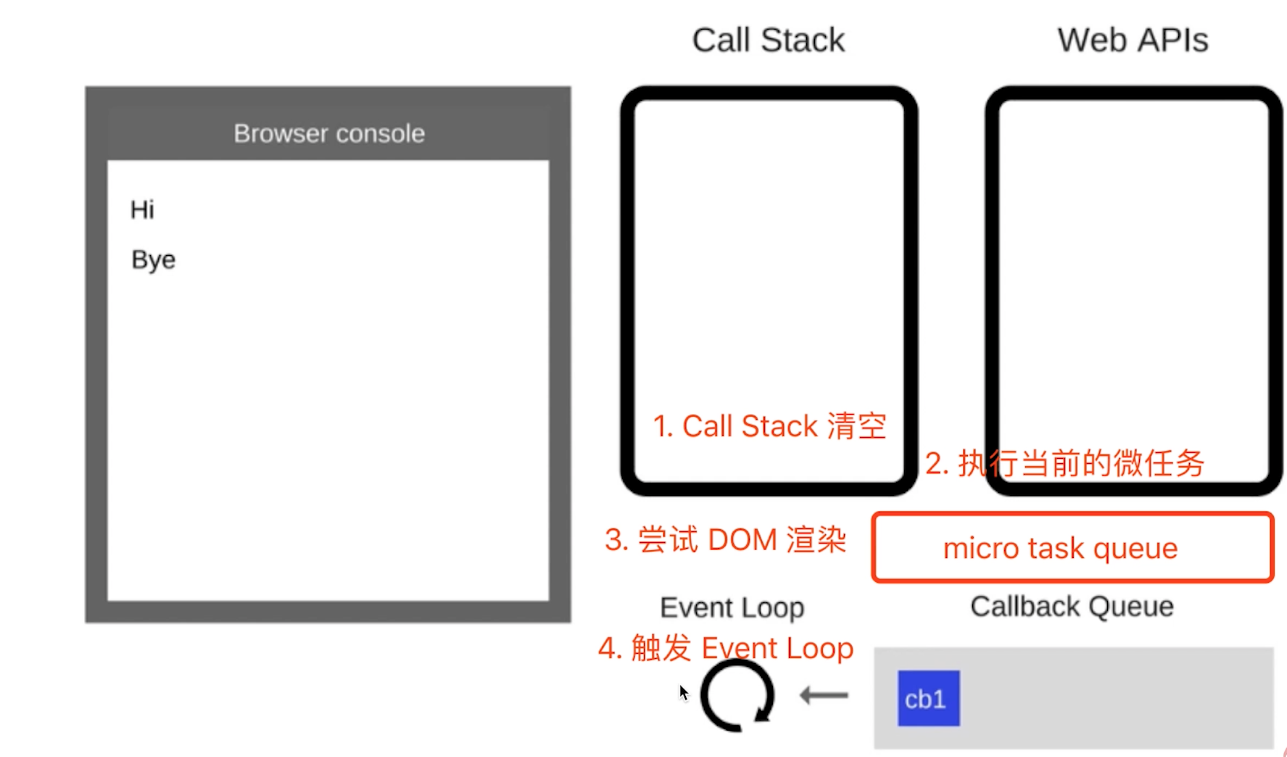 Call Stack
Web APIs
Browser console
Hi
Bye
1. Call Stack 清空
2. 执行当前的微任务
3. 尝试 DOM 渲染
micro task queue
Event Loop
Callback Queue
4. 触发 Event Loop
cb1